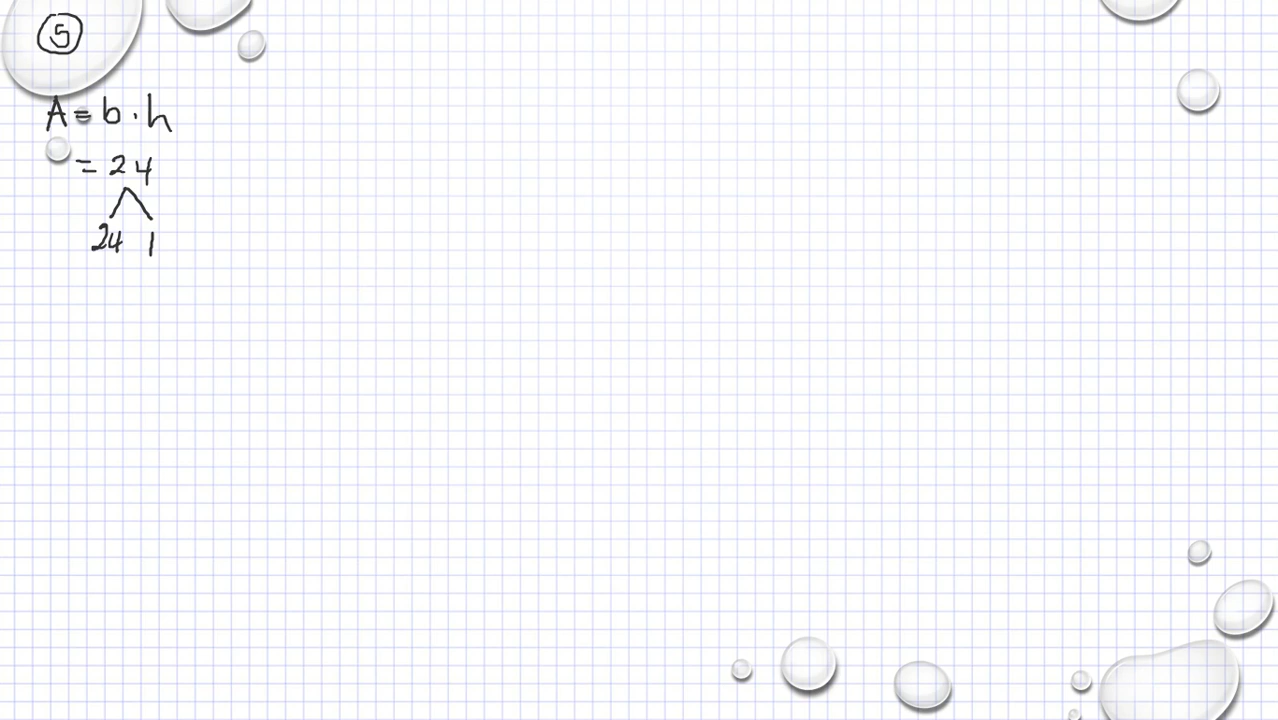 5
A = b · h
= 24
24 1